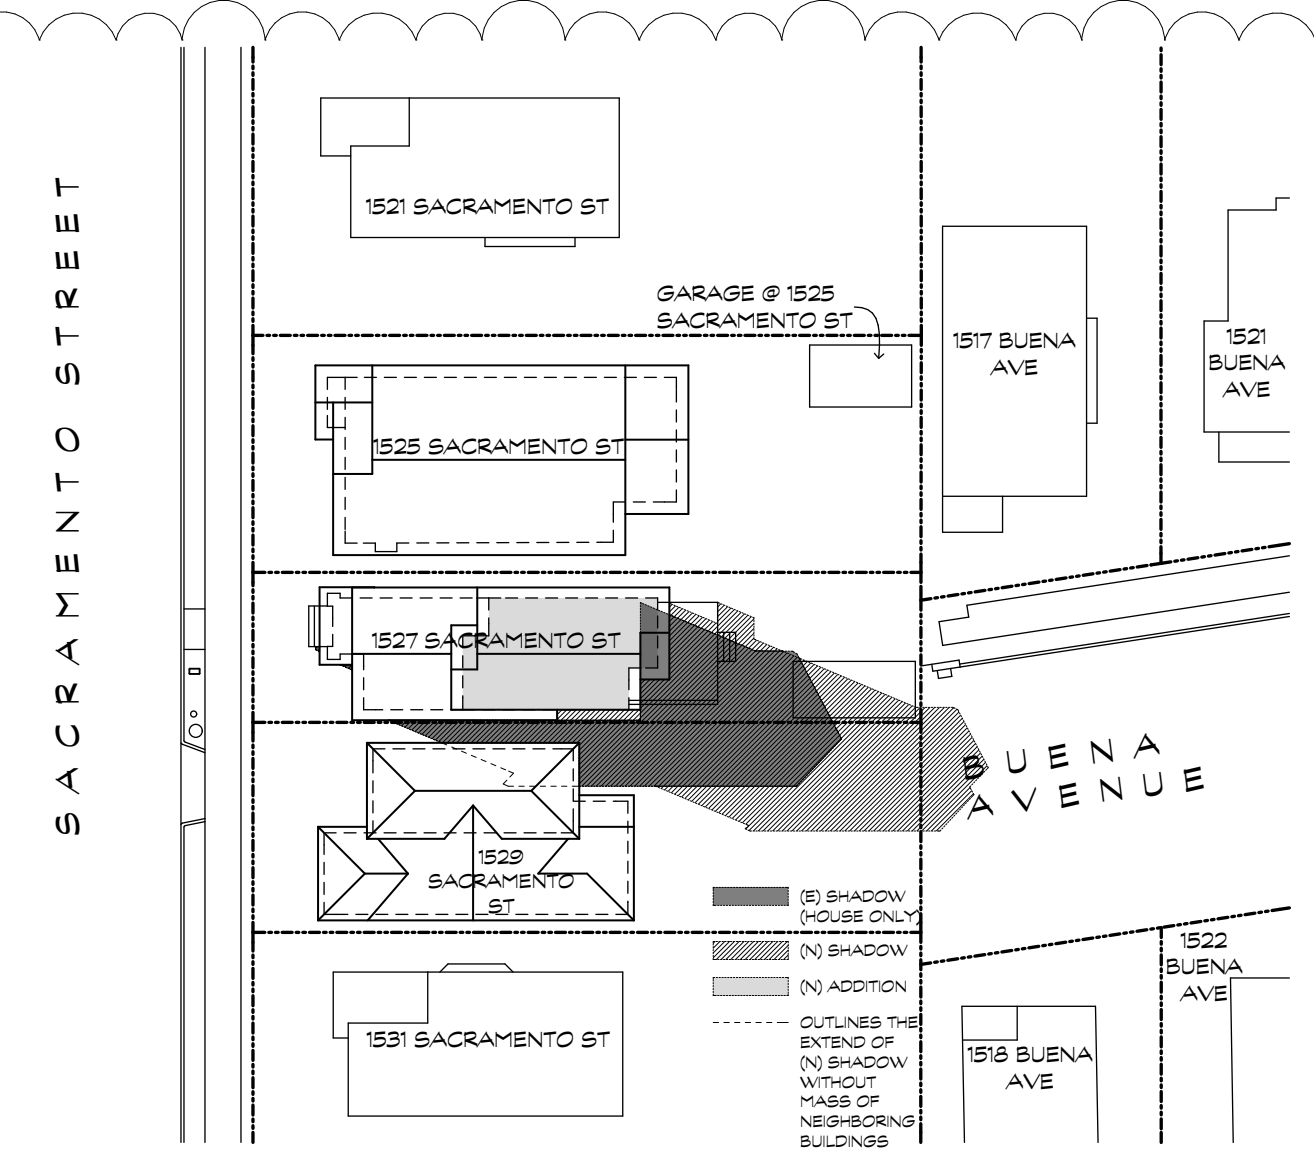 SACRAMENTO STREET
1521 SACRAMENTO ST
GARAGE @ 1525
SACRAMENTO ST
1517 BUENA
AVE
1521
BUENA
AVE
1525 SACRAMENTO ST
1527 SACRAMENTO ST
BUENA
AVENUE
1529
SACRAMENTO
ST
(E) SHADOW
(HOUSE ONLY)
(N) SHADOW
(N) ADDITION
OUTLINES THE
EXTEND OF
(N) SHADOW
WITHOUT
MASS OF
NEIGHBORING
BUILDINGS
1531 SACRAMENTO ST
1522
BUENA
AVE
1518 BUENA
AVE